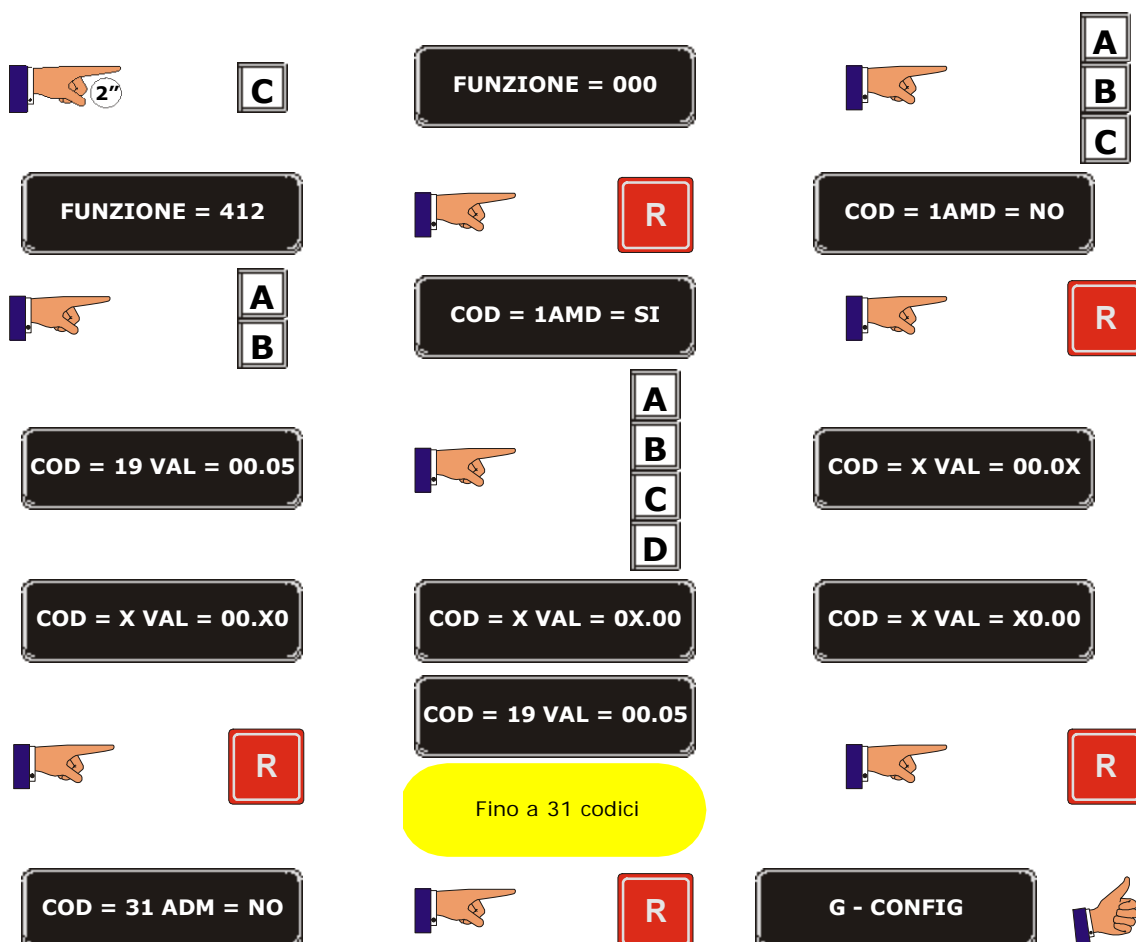 2”
C
FUNZIONE = 000
A
B
C
FUNZIONE = 412
R
COD = 1AMD = NO
A
B
COD = 1AMD = SI
R
COD = 19 VAL = 00.05
A
B
C
D
COD = X VAL = 00.0X
COD = X VAL = 00.X0
COD = X VAL = 0X.00
COD = X VAL = X0.00
R
COD = 19 VAL = 00.05
Fino a 31 codici
R
COD = 31 ADM = NO
R
G - CONFIG